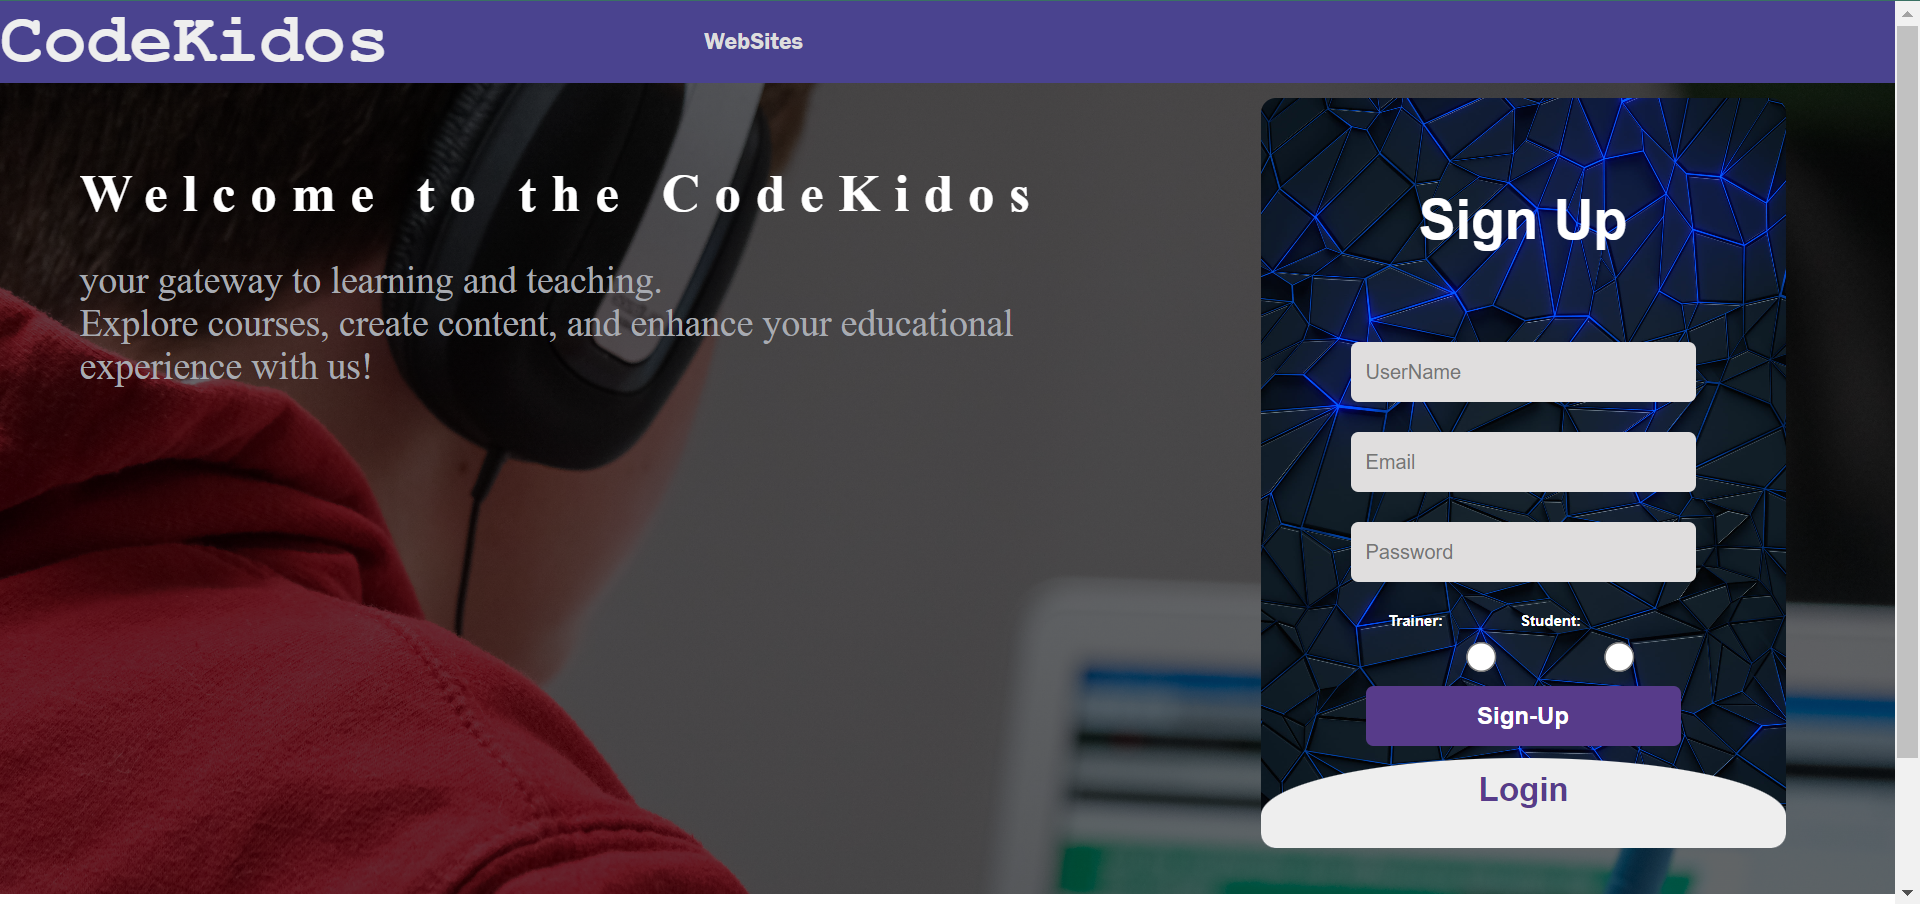 CodeKidos
WebSites
Welcome to the CodeKidos
your gateway to learning and teaching.
Explore courses, create content, and enhance your educational
experience with us!
Sign Up
UserName
Email
Password
Trainer: Student:
Sign-Up
Login